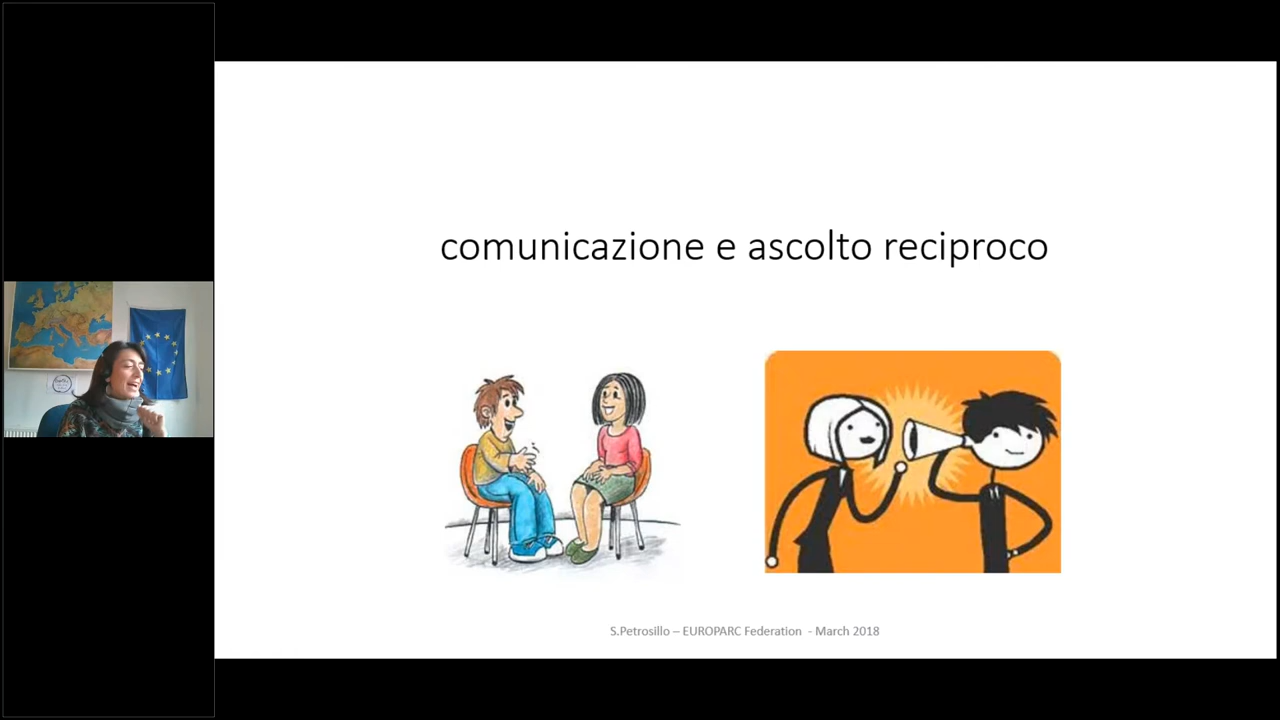 comunicazione e ascolto reciproco
S.Petrosillo – EUROPARC Federation - March 2018